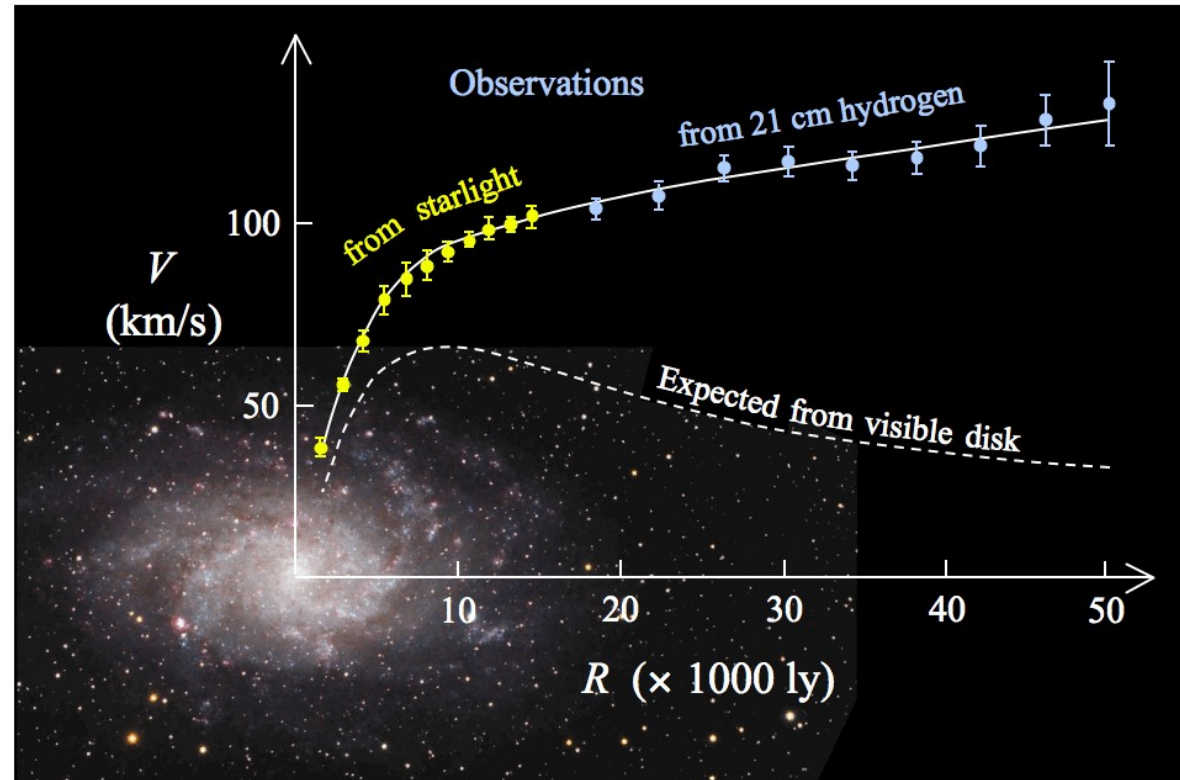 Observations
from 21 cm hydrogen
from starlight
100
V
(km/s)
50
Expected from visible disk
10 20 30 40 50
R (× 1000 ly)